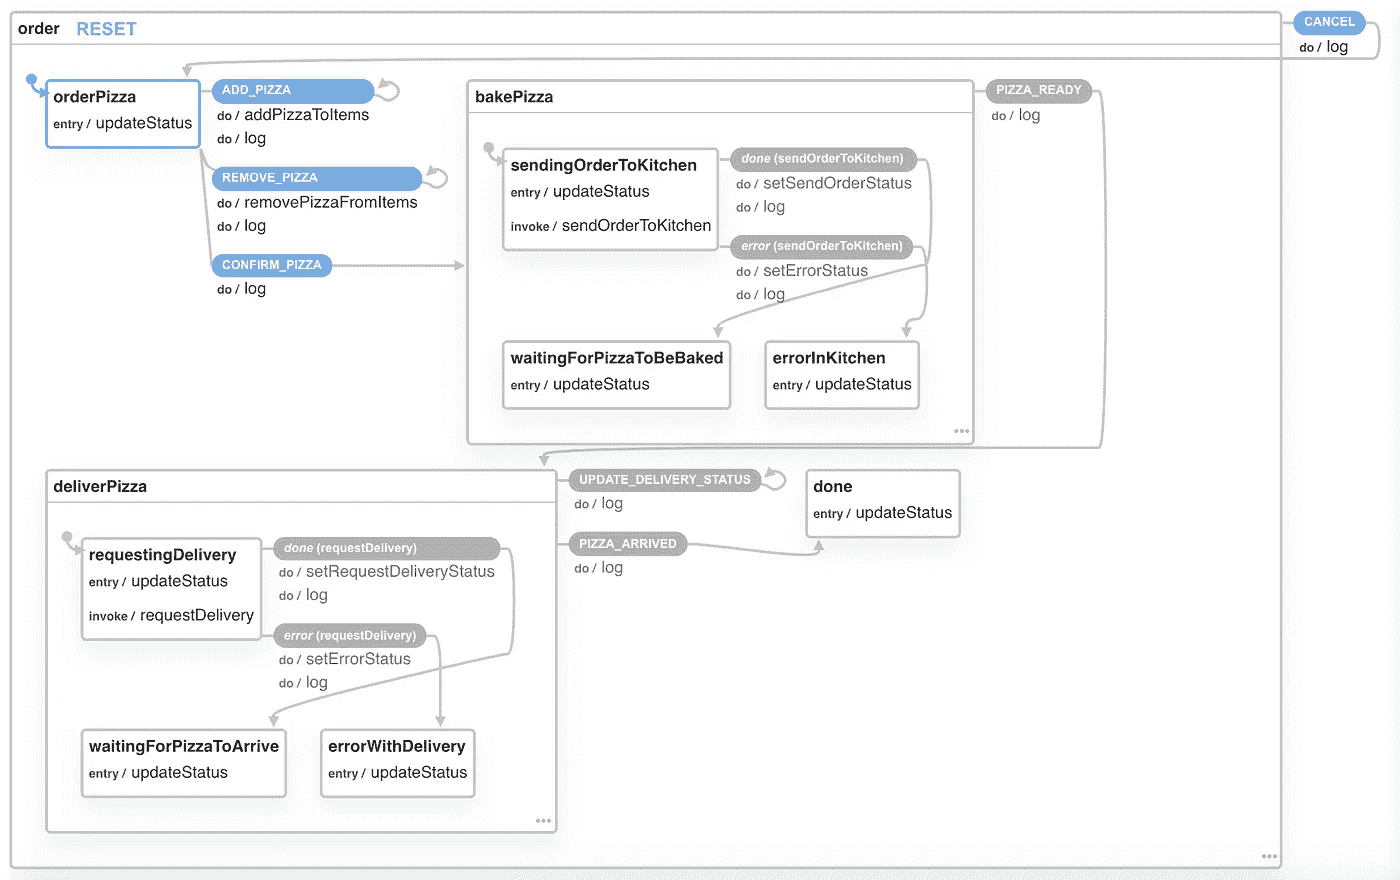 order RESET
CANCEL
do / log
orderPizza
entry / updateStatus
ADD_PIZZA
do / addPizzaToItems
do / log
REMOVE_PIZZA
do / removePizzaFromItems
do / log
CONFIRM_PIZZA
do / log
bakePizza
PIZZA_READY
do / log
sendingOrderToKitchen
entry / updateStatus
invoke / sendOrderToKitchen
done (sendOrderToKitchen)
do / setSendOrderStatus
do / log
error (sendOrderToKitchen)
do / setErrorStatus
do / log
waitingForPizzaToBeBaked
entry / updateStatus
errorInKitchen
entry / updateStatus
deliverPizza
UPDATE_DELIVERY_STATUS
do / log
PIZZA_ARRIVED
do / log
done
entry / updateStatus
requestingDelivery
entry / updateStatus
invoke / requestDelivery
done (requestDelivery)
do / setRequestDeliveryStatus
do / log
error (requestDelivery)
do / setErrorStatus
do / log
waitingForPizzaToArrive
entry / updateStatus
errorWithDelivery
entry / updateStatus